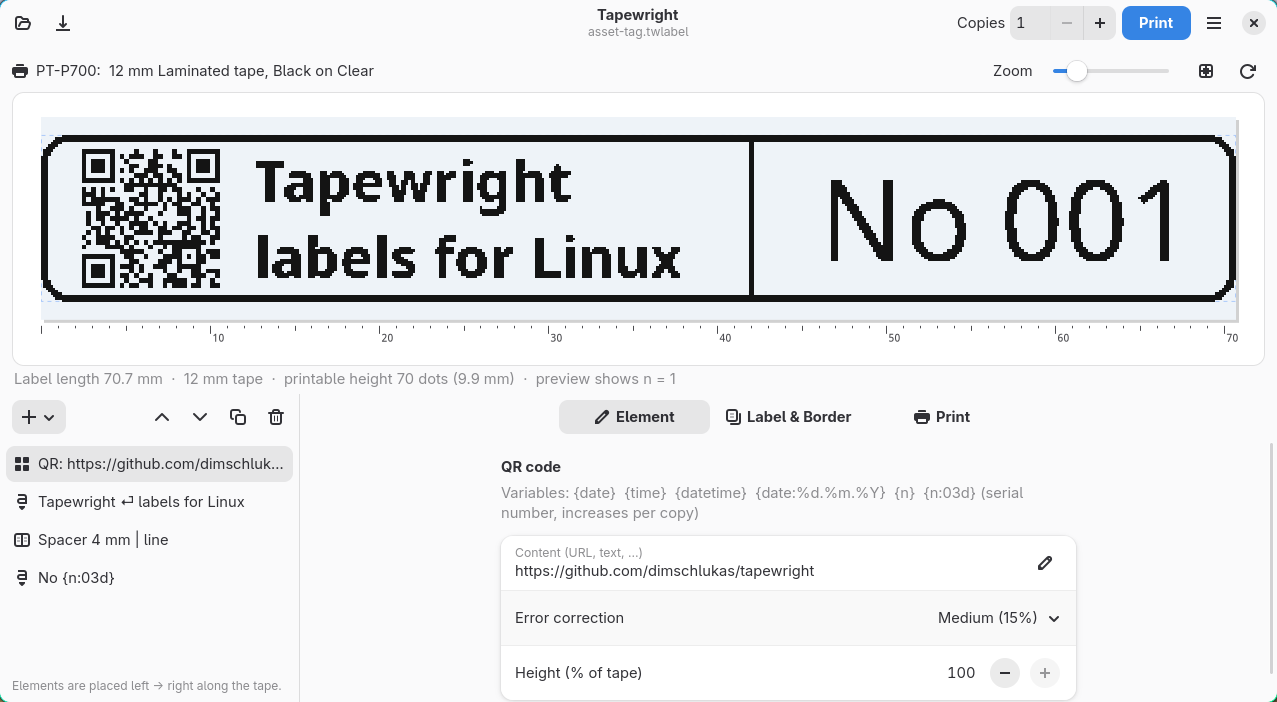 Tapewright
asset-tag.twlabel
Copies 1
Print
PT-P700: 12 mm Laminated tape, Black on Clear
Zoom
Tapewright
labels for Linux
No 001
10 20 30 40 50 60 70
Label length 70.7 mm · 12 mm tape · printable height 70 dots (9.9 mm) · preview shows n = 1
Element
Label & Border
Print
QR: https://github.com/dimschluk...
Tapewright ⏎ labels for Linux
Spacer 4 mm | line
No {n:03d}
Elements are placed left → right along the tape.
QR code
Variables: {date} {time} {datetime} {date:%d.%m.%Y} {n} {n:03d} (serial
number, increases per copy)
Content (URL, text, ...)
https://github.com/dimschlukas/tapewright
Error correction
Medium (15%)
Height (% of tape)
100